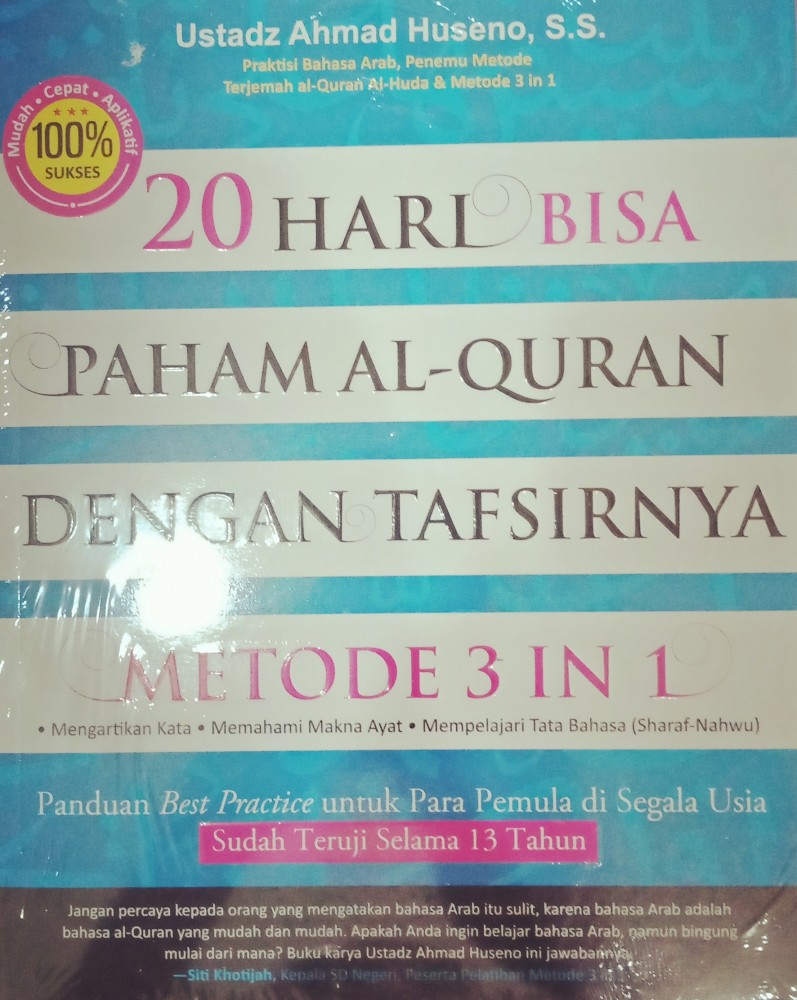 Ustadz Ahmad Huseno, S.S.
Praktisi Bahasa Arab, Penemu Metode
Terjemah al-Quran Al-Huda & Metode 3 in 1
Mudah • Cepat • Aplikatif
100%
SUKSES
20 HARI BISA
PAHAM AL-QURAN
DENGAN TAFSIRNYA
METODE 3 IN 1
• Mengartikan Kata • Memahami Makna Ayat • Mempelajari Tata Bahasa (Sharaf-Nahwu)
Panduan Best Practice untuk Para Pemula di Segala Usia
Sudah Teruji Selama 13 Tahun
Jangan percaya kepada orang yang mengatakan bahasa Arab itu sulit, karena bahasa Arab adalah
bahasa al-Quran yang mudah dan mudah. Apakah Anda ingin belajar bahasa Arab, namun bingung
mulai dari mana? Buku karya Ustadz Ahmad Huseno ini jawabannya.
—Siti Khotijah, Kepala SD Negeri, Peserta Pelatihan Metode 3 in 1